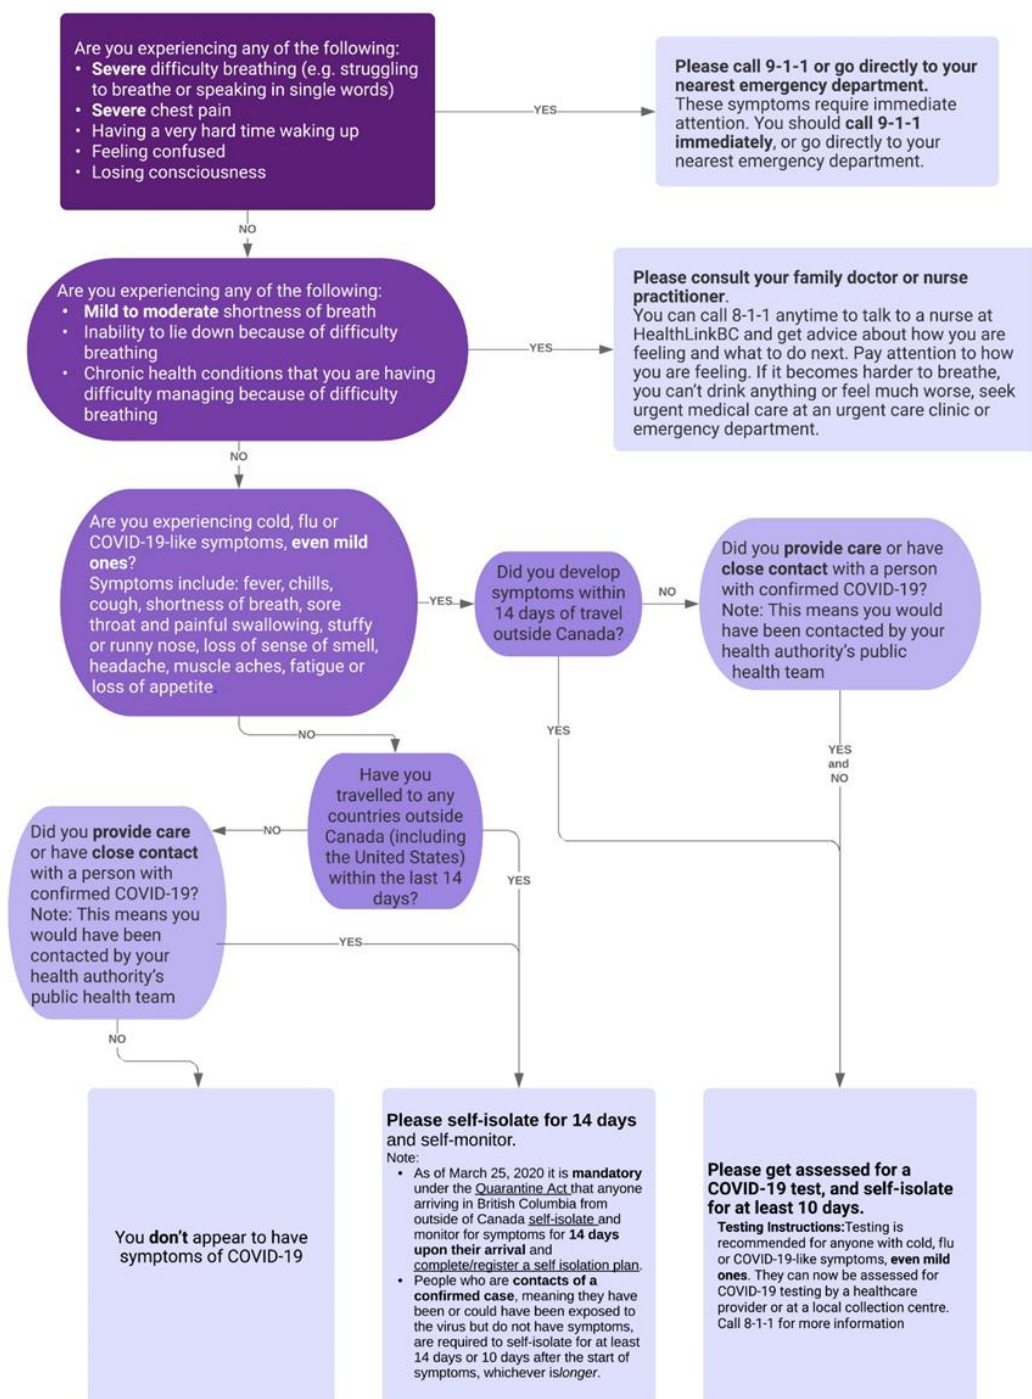 Are you experiencing any of the following:
• Severe difficulty breathing (e.g. struggling
to breathe or speaking in single words)
• Severe chest pain
• Having a very hard time waking up
• Feeling confused
• Losing consciousness
YES
Please call 9-1-1 or go directly to your
nearest emergency department.
These symptoms require immediate
attention. You should call 9-1-1
immediately, or go directly to your
nearest emergency department.
NO
Are you experiencing any of the following:
• Mild to moderate shortness of breath
• Inability to lie down because of difficulty
breathing
• Chronic health conditions that you are having
difficulty managing because of difficulty
breathing
YES
Please consult your family doctor or nurse
practitioner.
You can call 8-1-1 anytime to talk to a nurse at
HealthLinkBC and get advice about how you are
feeling and what to do next. Pay attention to how
you are feeling. If it becomes harder to breathe,
you can't drink anything or feel much worse, seek
urgent medical care at an urgent care clinic or
emergency department.
NO
Are you experiencing cold, flu or
COVID-19-like symptoms, even mild
ones?
Symptoms include: fever, chills,
cough, shortness of breath, sore
throat and painful swallowing, stuffy
or runny nose, loss of sense of smell,
headache, muscle aches, fatigue or
loss of appetite.
YES
Did you develop
symptoms within
14 days of travel
outside Canada?
NO
Did you provide care or have
close contact with a person
with confirmed COVID-19?
Note: This means you would
have been contacted by your
health authority's public
health team
YES
YES
and
NO
NO
Have you
travelled to any
countries outside
Canada (including
the United States)
within the last 14
days?
NO
YES
Did you provide care
or have close contact
with a person with
confirmed COVID-19?
Note: This means you
would have been
contacted by your
health authority's
public health team
YES
NO
You don't appear to have
symptoms of COVID-19
Please self-isolate for 14 days
and self-monitor.
Note:
• As of March 25, 2020 it is mandatory
under the Quarantine Act that anyone
arriving in British Columbia from
outside of Canada self-isolate and
monitor for symptoms for 14 days
upon their arrival and
complete/register a self isolation plan.
• People who are contacts of a
confirmed case, meaning they have
been or could have been exposed to
the virus but do not have symptoms,
are required to self-isolate for at least
14 days or 10 days after the start of
symptoms, whichever islonger.
Please get assessed for a
COVID-19 test, and self-isolate
for at least 10 days.
Testing Instructions:Testing is
recommended for anyone with cold, flu
or COVID-19-like symptoms, even mild
ones. They can now be assessed for
COVID-19 testing by a healthcare
provider or at a local collection centre.
Call 8-1-1 for more information